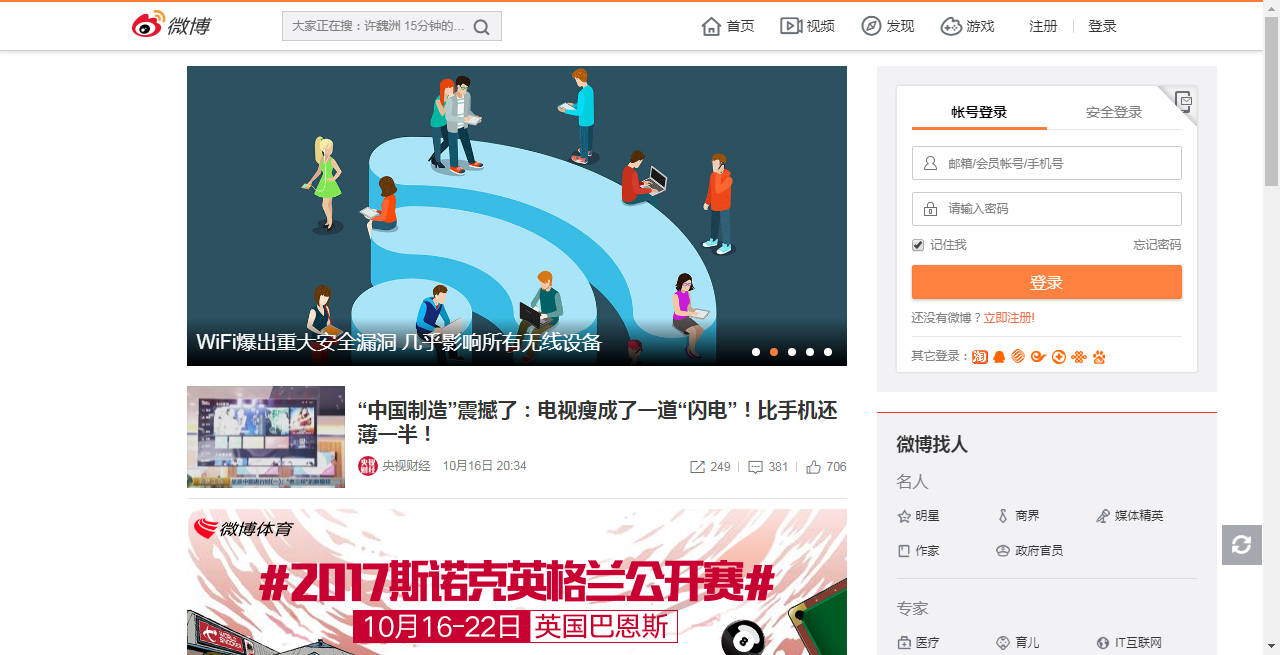 微博
大家正在搜：许魏洲 15分钟的...
首页
视频
发现
游戏
注册
登录
WiFi爆出重大安全漏洞 几乎影响所有无线设备
“中国制造”震撼了：电视瘦成了一道“闪电”！比手机还
薄一半！
央视财经
央视财经 10月16日 20:34
249
381
706
微博体育
#2017斯诺克英格兰公开赛#
10月16-22日 英国巴恩斯
8
帐号登录
安全登录
邮箱/会员帐号/手机号
请输入密码
记住我
忘记密码
登录
还没有微博？立即注册!
其它登录：
淘
微博找人
名人
明星
商界
媒体精英
作家
政府官员
专家
医疗
育儿
IT互联网